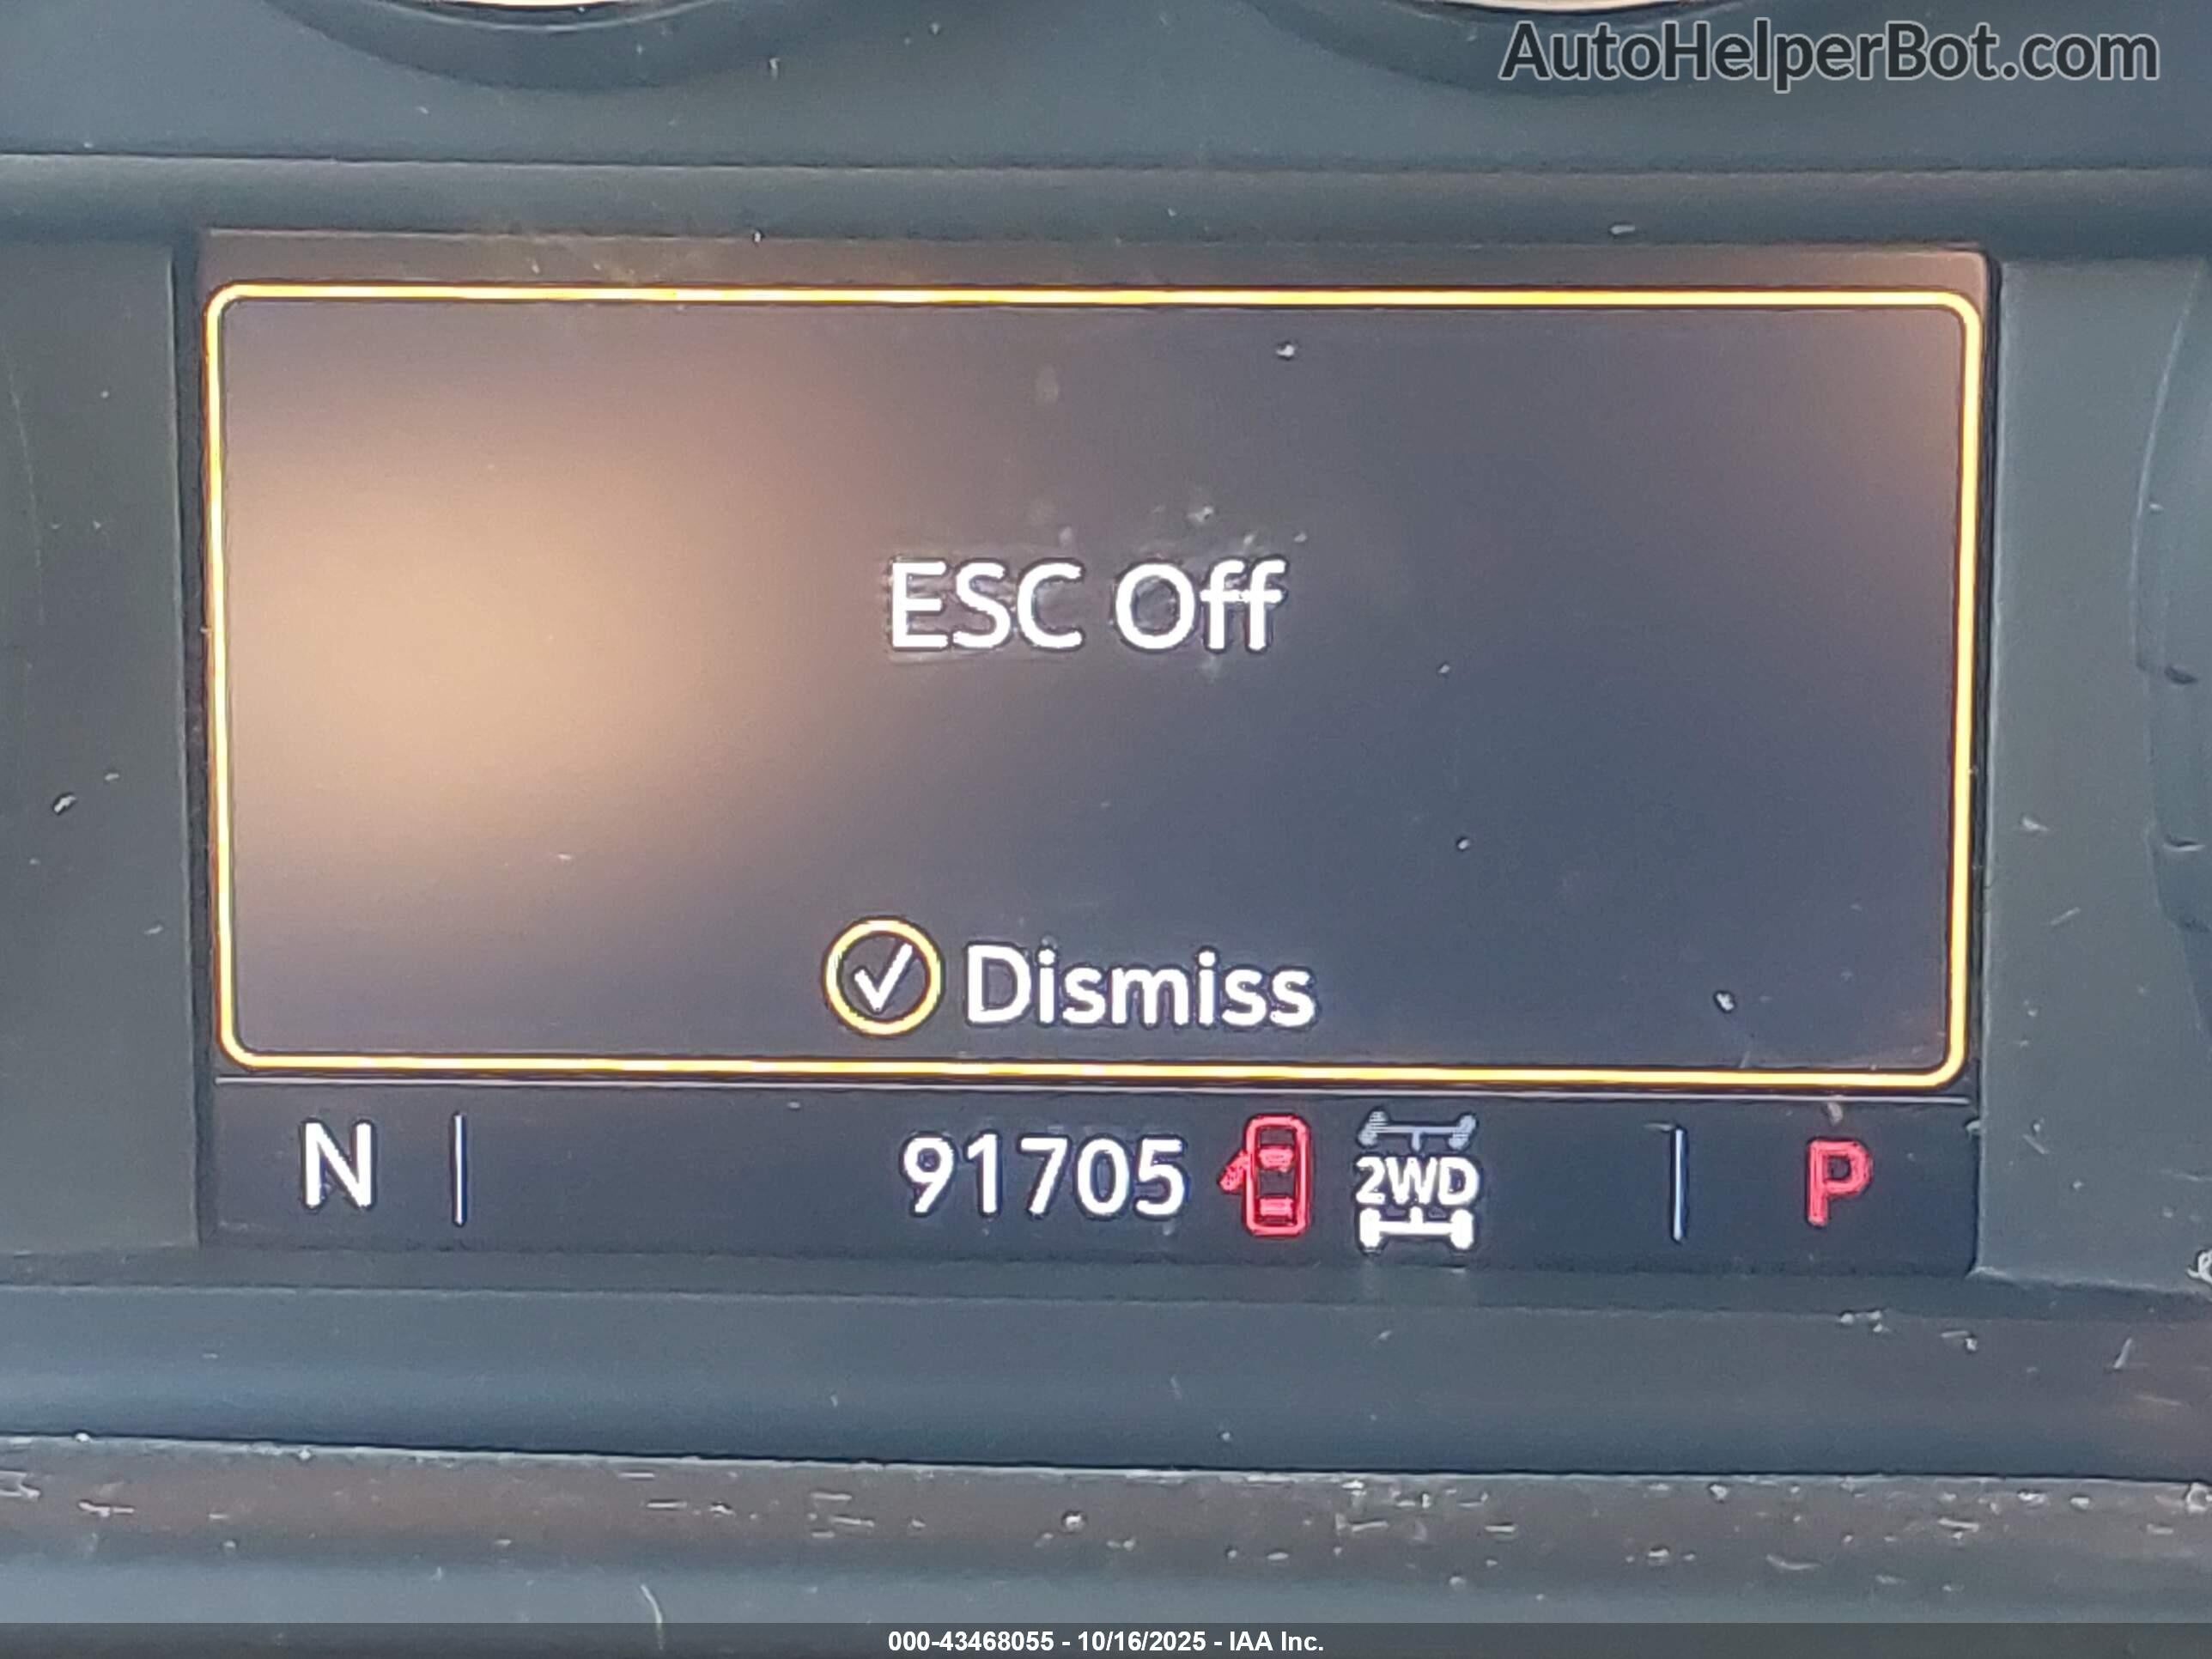 AutoHelperBot.com
ESC Off
Dismiss
N 91705 2WD P
000-43468055 - 10/16/2025 - IAA Inc.